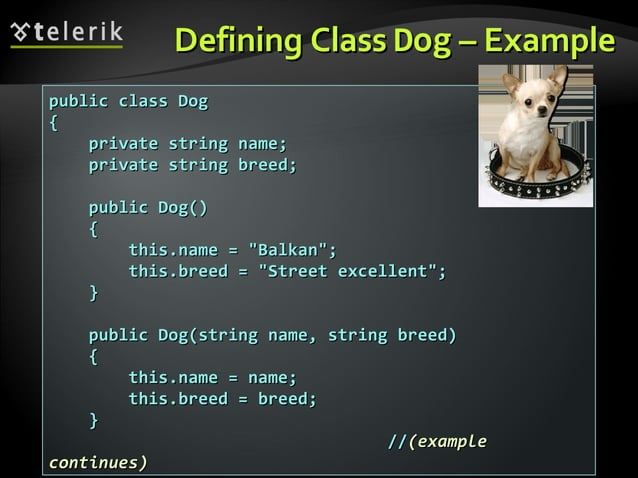 telerik
Defining Class Dog – Example
public class Dog
{
    private string name;
    private string breed;

    public Dog()
    {
        this.name = "Balkan";
        this.breed = "Street excellent";
    }

    public Dog(string name, string breed)
    {
        this.name = name;
        this.breed = breed;
    }
//(example
continues)